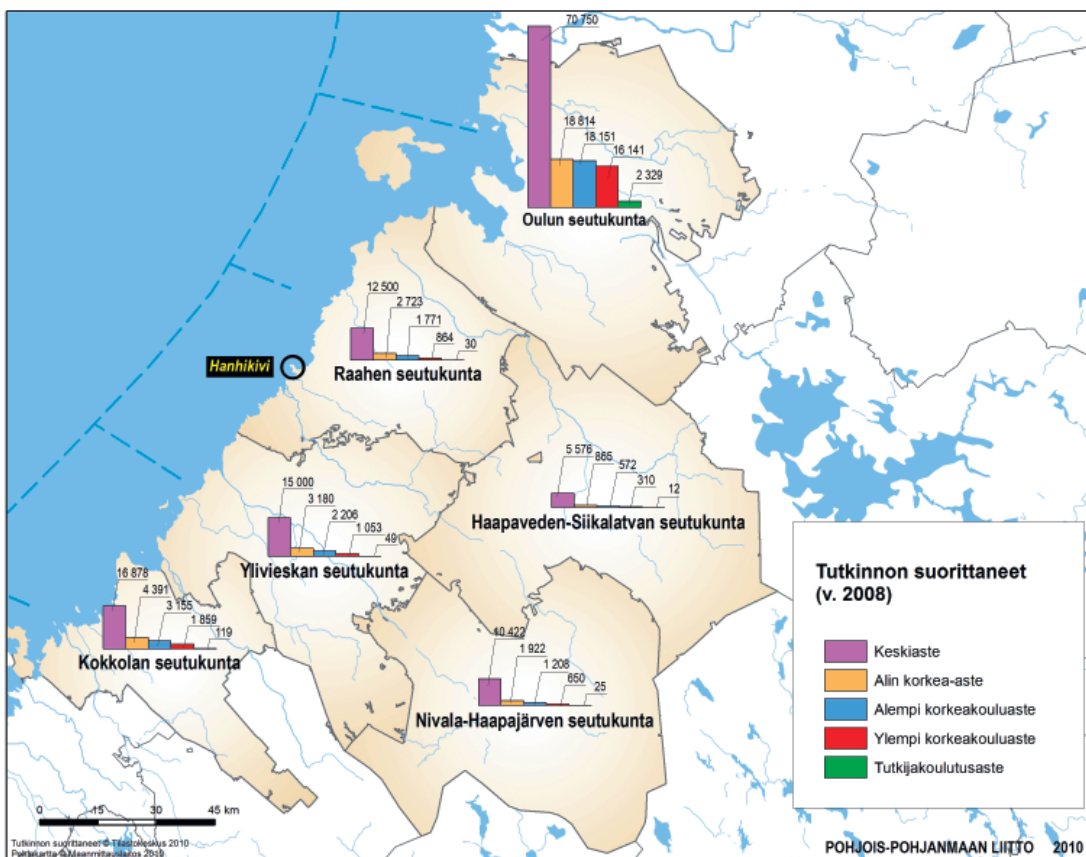 70 750
18 814
18 151
16 141
2 329
Oulun seutukunta
12 500
2 723
1 771
864
30
Raahen seutukunta
Hanhikivi
5 576
865
572
310
12
Haapaveden-Siikalatvan seutukunta
15 000
3 180
2 206
1 053
49
Ylivieskan seutukunta
16 878
4 391
3 155
1 859
119
Kokkolan seutukunta
10 422
1 922
1 208
650
25
Nivala-Haapajärven seutukunta
Tutkinnon suorittaneet
(v. 2008)
Keskiaste
Alin korkea-aste
Alempi korkeakouluaste
Ylempi korkeakouluaste
Tutkijakoulutusaste
0 15 30 45 km
Tutkinnon suorittaneet © Tilastokeskus 2010
Pohjakartta © Maanmittauslaitos 2010
POHJOIS-POHJANMAAN LIITTO 2010